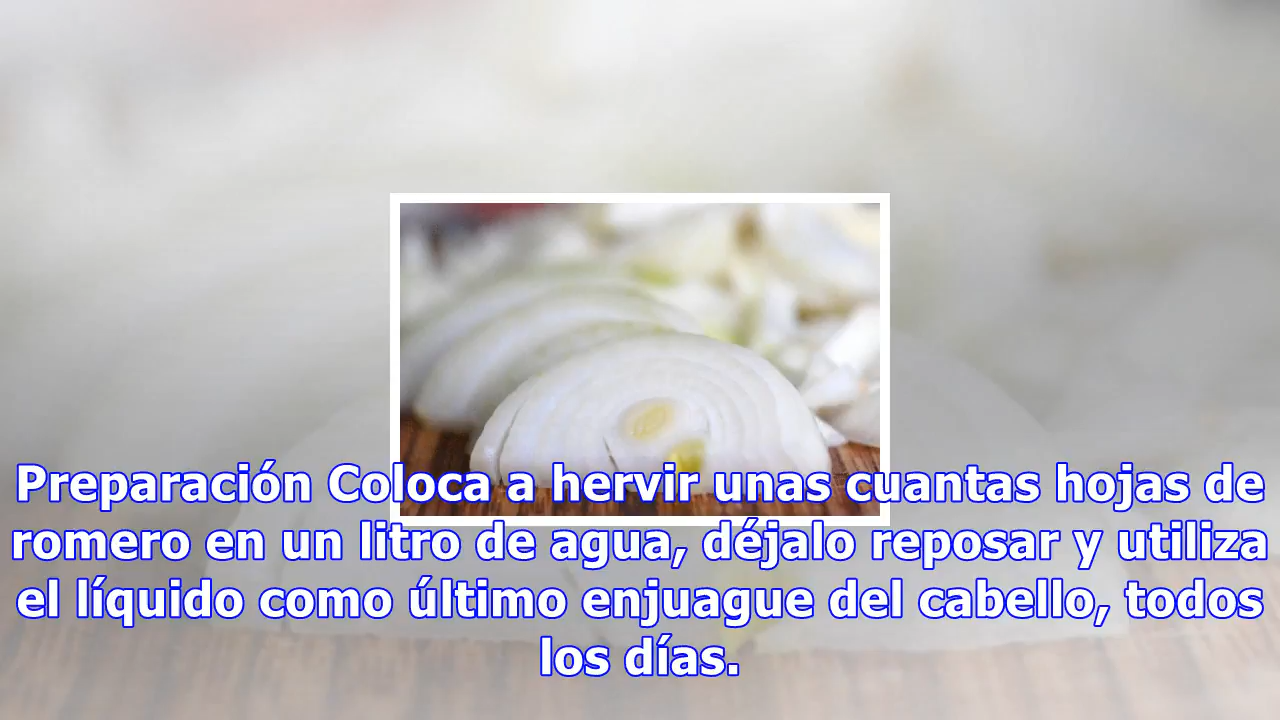 Preparación Coloca a hervir unas cuantas hojas de
romero en un litro de agua, déjalo reposar y utiliza
el líquido como último enjuague del cabello, todos
los días.